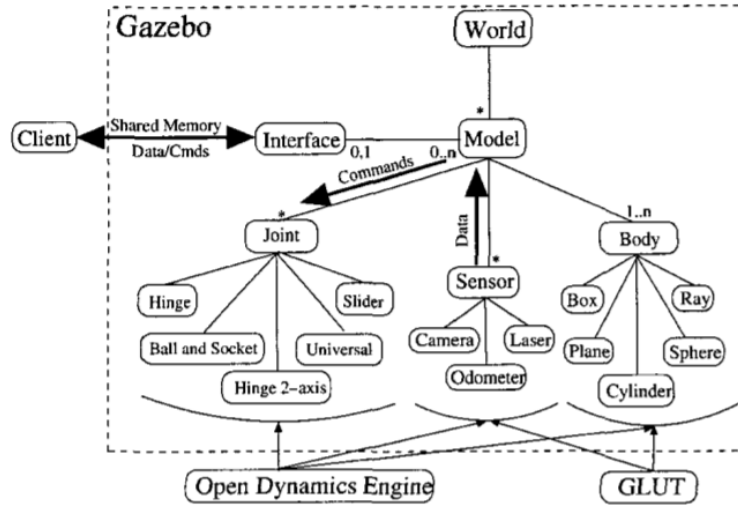 Gazebo
World
*
Client
Shared Memory
Data/Cmds
Interface
0,1
0..n
Model
Commands
Data
*
Joint
*
Sensor
1..n
Body
Hinge
Slider
Ball and Socket
Universal
Hinge 2-axis
Camera
Laser
Odometer
Box
Ray
Plane
Sphere
Cylinder
Open Dynamics Engine
GLUT